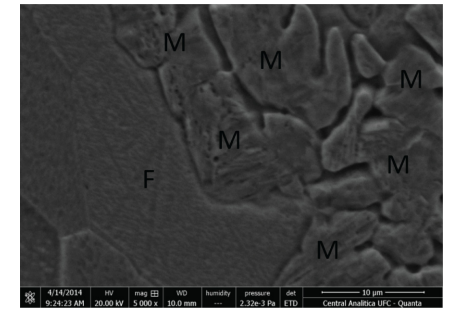 M
M
M
M
F
M
M
4/14/2014 HV mag WD humidity pressure det 10 µm
9:24:23 AM 20.00 kV 5 000 x 10.0 mm --- 2.32e-3 Pa ETD Central Analitica UFC - Quanta